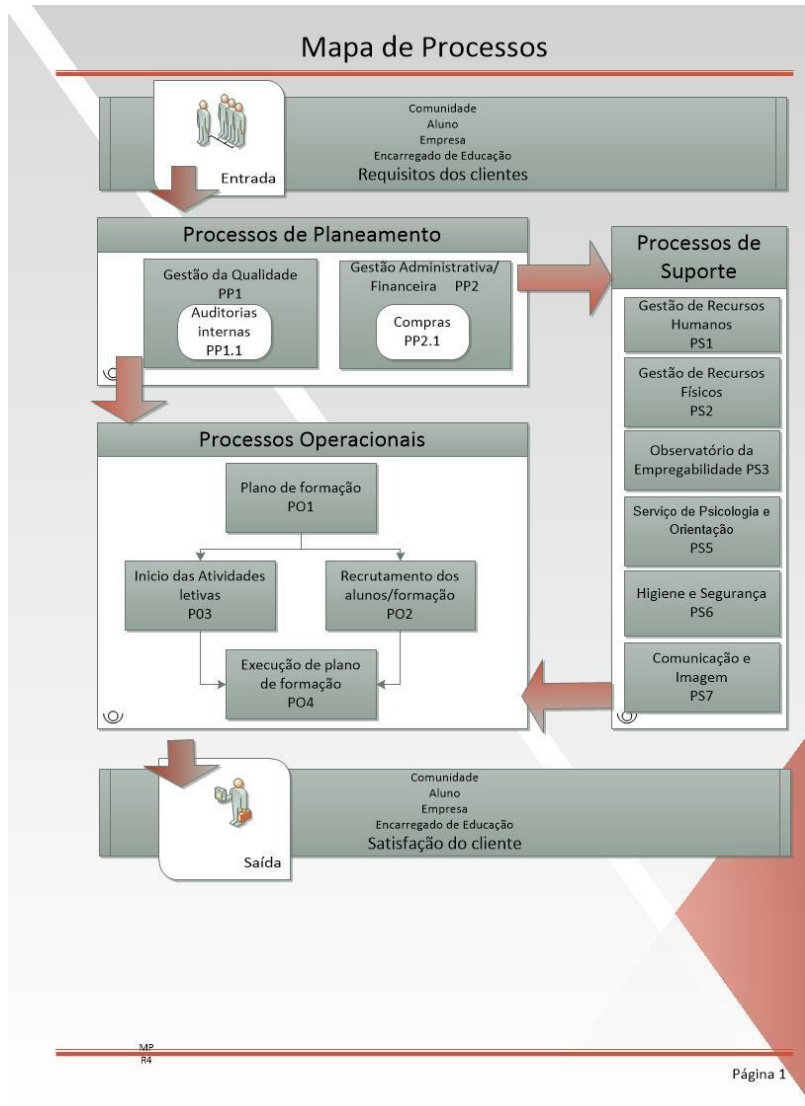 Mapa de Processos
Comunidade
Aluno
Empresa
Encarregado de Educação
Requisitos dos clientes
Entrada
Processos de Planeamento
Gestão da Qualidade
PP1
Auditorias
internas
PP1.1
Gestão Administrativa/
Financeira PP2
Compras
PP2.1
Processos de
Suporte
Gestão de Recursos
Humanos
PS1
Gestão de Recursos
Físicos
PS2
Observatório da
Empregabilidade PS3
Serviço de Psicologia e
Orientação
PS5
Higiene e Segurança
PS6
Comunicação e
Imagem
PS7
Processos Operacionais
Plano de formação
PO1
Inicio das Atividades
letivas
P03
Recrutamento dos
alunos/formação
PO2
Execução de plano
de formação
PO4
Comunidade
Aluno
Empresa
Encarregado de Educação
Satisfação do cliente
Saída
MP
R4
Página 1